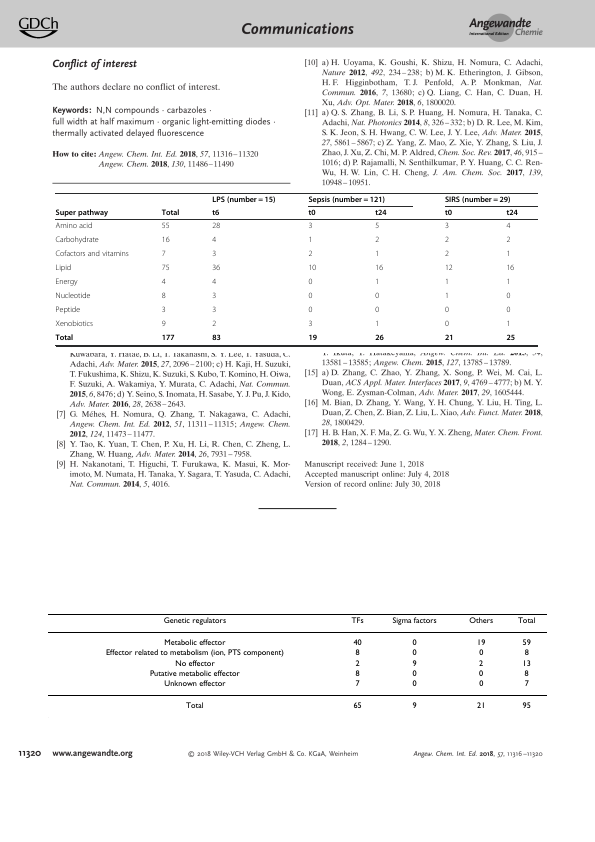 GDCh
Communications
Angewandte
International Edition
Chemie
Conflict of interest
The authors declare no conflict of interest.
Keywords: N,N compounds · carbazoles ·
full width at half maximum · organic light-emitting diodes ·
thermally activated delayed fluorescence
How to cite: Angew. Chem. Int. Ed. 2018, 57, 11316–11320
Angew. Chem. 2018, 130, 11486–11490
[10] a) H. Uoyama, K. Goushi, K. Shizu, H. Nomura, C. Adachi,
Nature 2012, 492, 234–238; b) M. K. Etherington, J. Gibson,
H. F. Higginbotham, T. J. Penfold, A. P. Monkman, Nat.
Commun. 2016, 7, 13680; c) Q. Liang, C. Han, C. Duan, H.
Xu, Adv. Opt. Mater. 2018, 6, 1800020.
[11] a) Q. S. Zhang, B. Li, S. P. Huang, H. Nomura, H. Tanaka, C.
Adachi, Nat. Photonics 2014, 8, 326–332; b) D. R. Lee, M. Kim,
S. K. Jeon, S. H. Hwang, C. W. Lee, J. Y. Lee, Adv. Mater. 2015,
27, 5861–5867; c) Z. Yang, Z. Mao, Z. Xie, Y. Zhang, S. Liu, J.
Zhao, J. Xu, Z. Chi, M. P. Aldred, Chem. Soc. Rev. 2017, 46, 915–
1016; d) P. Rajamalli, N. Senthilkumar, P. Y. Huang, C. C. Ren-
Wu, H. W. Lin, C. H. Cheng, J. Am. Chem. Soc. 2017, 139,
10948–10951.
LPS (number = 15) Sepsis (number = 121) SIRS (number = 29)
Super pathway Total t6 t0 t24 t0 t24
Amino acid 55 28 3 5 3 4
Carbohydrate 16 4 1 2 2 2
Cofactors and vitamins 7 3 2 1 2 1
Lipid 75 36 10 16 12 16
Energy 4 4 0 1 1 1
Nucleotide 8 3 0 0 1 0
Peptide 3 3 0 0 0 0
Xenobiotics 9 2 3 1 0 1
Total 177 83 19 26 21 25
Kuwabara, Y. Hatae, B. Li, T. Takahashi, S. Y. Lee, T. Yasuda, C.
Adachi, Adv. Mater. 2015, 27, 2096–2100; c) H. Kaji, H. Suzuki,
T. Fukushima, K. Shizu, K. Suzuki, S. Kubo, T. Komino, H. Oiwa,
F. Suzuki, A. Wakamiya, Y. Murata, C. Adachi, Nat. Commun.
2015, 6, 8476; d) Y. Seino, S. Inomata, H. Sasabe, Y. J. Pu, J. Kido,
Adv. Mater. 2016, 28, 2638–2643.
[7] G. Méhes, H. Nomura, Q. Zhang, T. Nakagawa, C. Adachi,
Angew. Chem. Int. Ed. 2012, 51, 11311–11315; Angew. Chem.
2012, 124, 11473–11477.
[8] Y. Tao, K. Yuan, T. Chen, P. Xu, H. Li, R. Chen, C. Zheng, L.
Zhang, W. Huang, Adv. Mater. 2014, 26, 7931–7958.
[9] H. Nakanotani, T. Higuchi, T. Furukawa, K. Masui, K. Mor-
imoto, M. Numata, H. Tanaka, Y. Sagara, T. Yasuda, C. Adachi,
Nat. Commun. 2014, 5, 4016.
Angew. Chem. Int. Ed. 2015, 54,
13581–13585; Angew. Chem. 2015, 127, 13785–13789.
[15] a) D. Zhang, C. Zhao, Y. Zhang, X. Song, P. Wei, M. Cai, L.
Duan, ACS Appl. Mater. Interfaces 2017, 9, 4769–4777; b) M. Y.
Wong, E. Zysman-Colman, Adv. Mater. 2017, 29, 1605444.
[16] M. Bian, D. Zhang, Y. Wang, Y. H. Chung, Y. Liu, H. Ting, L.
Duan, Z. Chen, Z. Bian, Z. Liu, L. Xiao, Adv. Funct. Mater. 2018,
28, 1800429.
[17] H. B. Han, X. F. Ma, Z. G. Wu, Y. X. Zheng, Mater. Chem. Front.
2018, 2, 1284–1290.
Manuscript received: June 1, 2018
Accepted manuscript online: July 4, 2018
Version of record online: July 30, 2018
Genetic regulators TFs Sigma factors Others Total
Metabolic effector 40 0 19 59
Effector related to metabolism (ion, PTS component) 8 0 0 8
No effector 2 9 2 13
Putative metabolic effector 8 0 0 8
Unknown effector 7 0 0 7
Total 65 9 21 95
11320 www.angewandte.org © 2018 Wiley-VCH Verlag GmbH & Co. KGaA, Weinheim Angew. Chem. Int. Ed. 2018, 57, 11316–11320